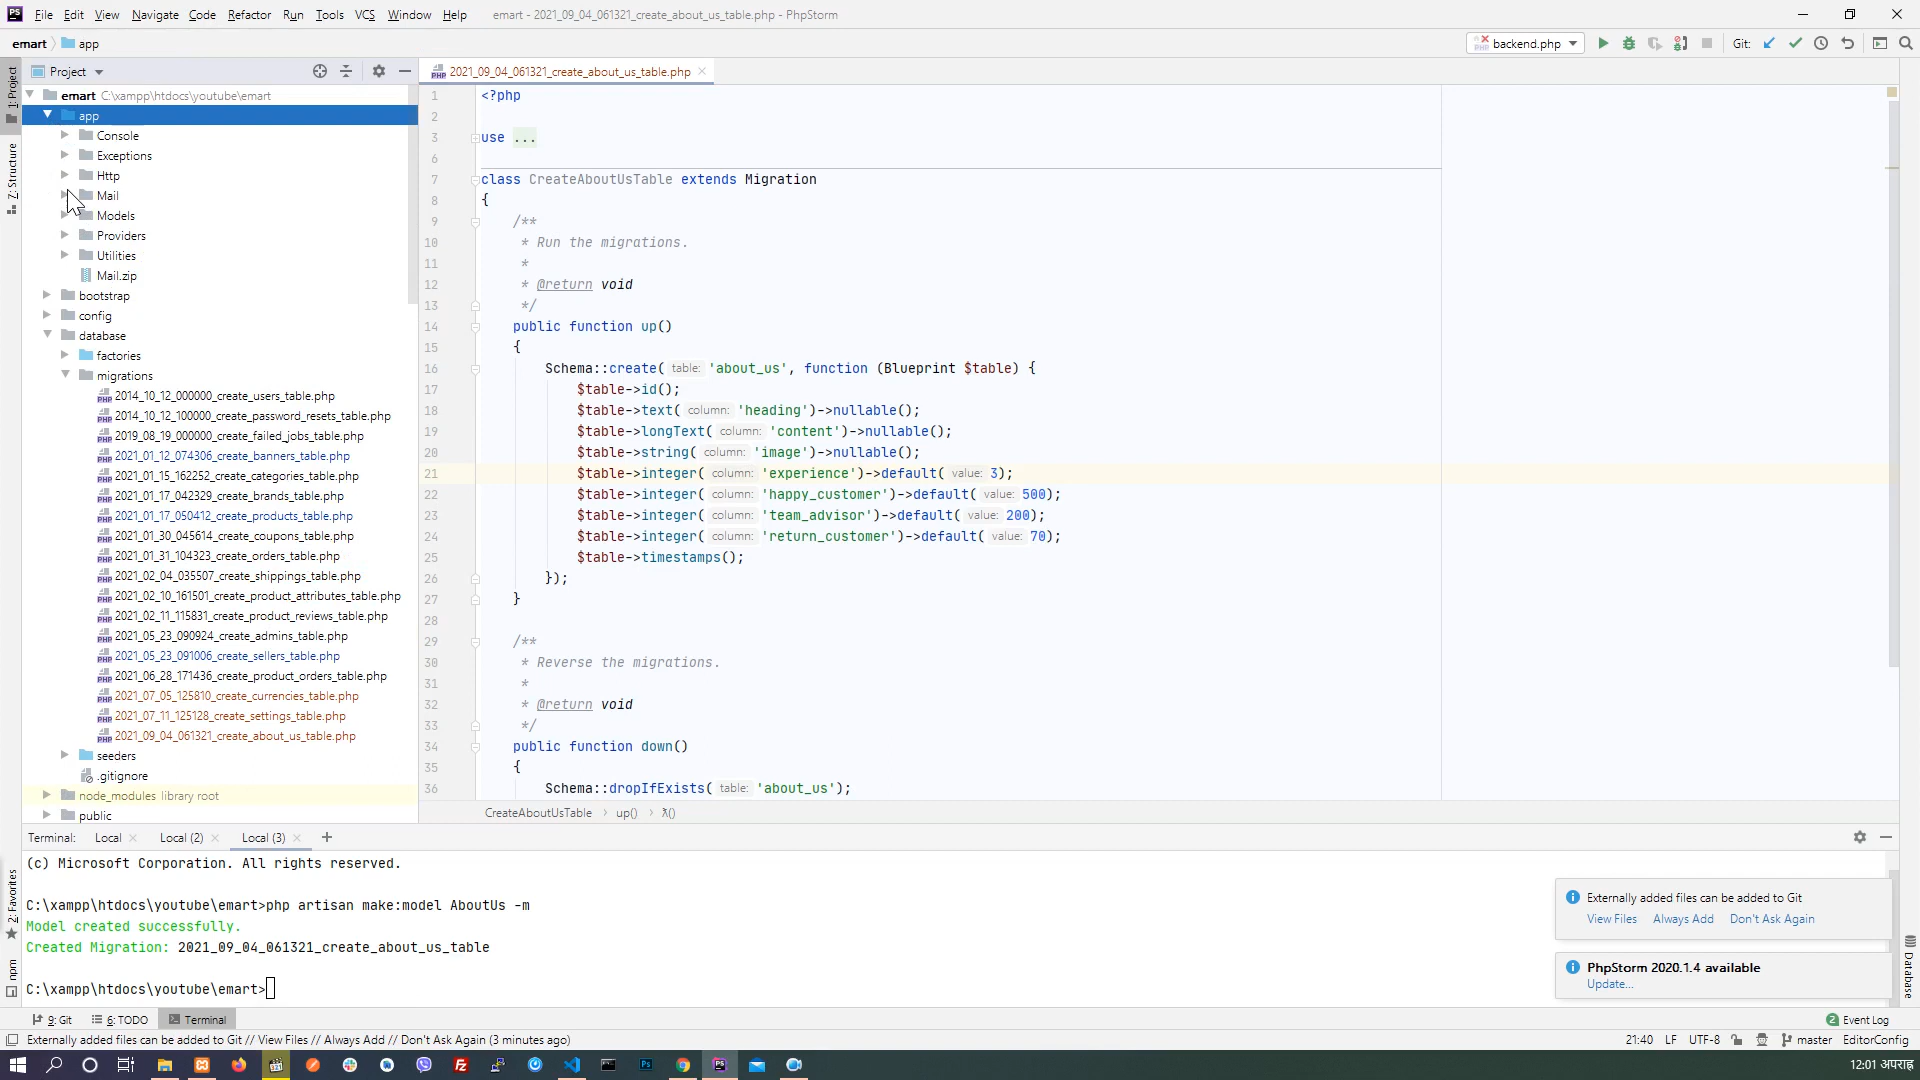 File Edit View Navigate Code Refactor Run Tools VCS Window Help emart - 2021_09_04_061321_create_about_us_table.php - PhpStorm
emart app backend.php Git:
Project 2021_09_04_061321_create_about_us_table.php
1: Project
Z: Structure
2: Favorites
npm
Database
emart C:\xampp\htdocs\youtube\emart
app
Console
Exceptions
Http
Mail
Models
Providers
Utilities
Mail.zip
bootstrap
config
database
factories
migrations
2014_10_12_000000_create_users_table.php
2014_10_12_100000_create_password_resets_table.php
2019_08_19_000000_create_failed_jobs_table.php
2021_01_12_074306_create_banners_table.php
2021_01_15_162252_create_categories_table.php
2021_01_17_042329_create_brands_table.php
2021_01_17_050412_create_products_table.php
2021_01_30_045614_create_coupons_table.php
2021_01_31_104323_create_orders_table.php
2021_02_04_035507_create_shippings_table.php
2021_02_10_161501_create_product_attributes_table.php
2021_02_11_115831_create_product_reviews_table.php
2021_05_23_090924_create_admins_table.php
2021_05_23_091006_create_sellers_table.php
2021_06_28_171436_create_product_orders_table.php
2021_07_05_125810_create_currencies_table.php
2021_07_11_125128_create_settings_table.php
2021_09_04_061321_create_about_us_table.php
seeders
.gitignore
node_modules library root
public
1 <?php
2
3 use ...
6
7 class CreateAboutUsTable extends Migration
8 {
9 /**
10 * Run the migrations.
11 *
12 * @return void
13 */
14 public function up()
15 {
16 Schema::create( table: 'about_us', function (Blueprint $table) {
17 $table->id();
18 $table->text( column: 'heading')->nullable();
19 $table->longText( column: 'content')->nullable();
20 $table->string( column: 'image')->nullable();
21 $table->integer( column: 'experience')->default( value: 3);
22 $table->integer( column: 'happy_customer')->default( value: 500);
23 $table->integer( column: 'team_advisor')->default( value: 200);
24 $table->integer( column: 'return_customer')->default( value: 70);
25 $table->timestamps();
26 });
27 }
28
29 /**
30 * Reverse the migrations.
31 *
32 * @return void
33 */
34 public function down()
35 {
36 Schema::dropIfExists( table: 'about_us');
CreateAboutUsTable up() λ()
Terminal: Local Local (2) Local (3)
(c) Microsoft Corporation. All rights reserved.
C:\xampp\htdocs\youtube\emart>php artisan make:model AboutUs -m
Model created successfully.
Created Migration: 2021_09_04_061321_create_about_us_table
C:\xampp\htdocs\youtube\emart>
Externally added files can be added to Git
View Files Always Add Don't Ask Again
PhpStorm 2020.1.4 available
Update...
9: Git 6: TODO Terminal 2 Event Log
Externally added files can be added to Git // View Files // Always Add // Don't Ask Again (3 minutes ago) 21:40 LF UTF-8 master EditorConfig
12:01 अपराह्न